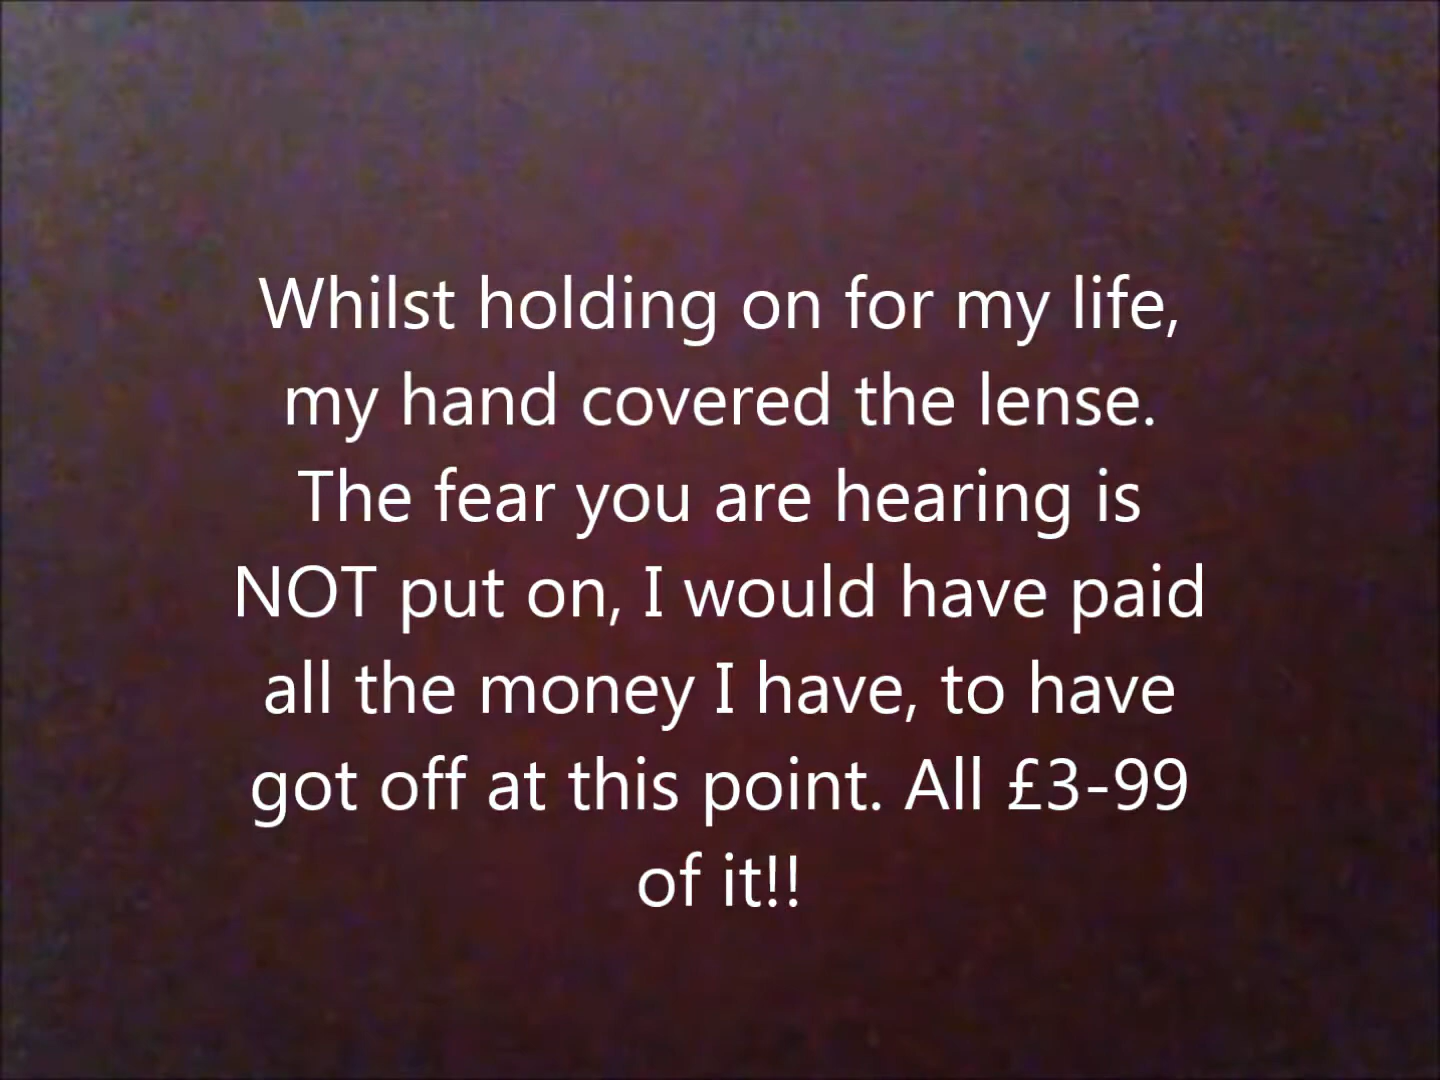 Whilst holding on for my life,
my hand covered the lense.
The fear you are hearing is
NOT put on, I would have paid
all the money I have, to have
got off at this point. All £3-99
of it!!